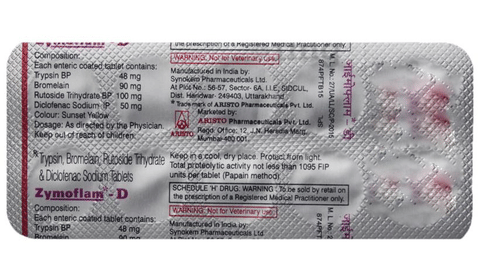 Zymoflam - D
the prescription of a Registered Medical Practitioner only.
Composition:
Each enteric coated tablet contains:
Trypsin BP 48 mg
Bromelain 90 mg
Rutoside Trihydrate BP 100 mg
Diclofenac Sodium IP 50 mg
Colour: Sunset Yellow
Dosage: As directed by the Physician.
Keep out of reach of children.
WARNING: Not for Veterinary use.
Manufactured in India by:
Synokem Pharmaceuticals Ltd.
At Plot No.: 56-57, Sector- 6A, I.I.E, SIDCUL,
Dist. Haridwar- 249403, Uttarakhand
* Trademark of ARISTO Pharmaceuticals Pvt. Ltd.
Marketed by:
ARISTO Pharmaceuticals Pvt. Ltd.
Regd. Office: 12, J.N. Heredia Marg,
Mumbai-400 001.
ARISTO
Rx Trypsin, Bromelain, Rutoside Trihydrate
& Diclofenac Sodium Tablets
Zymoflam* - D
Keep in a cool, dry place. Protect from light.
Total proteolytic activity not less than 1095 FIP
units per Tablet (Papain method).
SCHEDULE 'H' DRUG: WARNING: To be sold by retail on
the prescription of a Registered Medical Practitioner only.
Composition:
Each enteric coated tablet contains:
Trypsin BP 48 mg
Bromelain 90 mg
WARNING: Not for Veterinary use.
Manufactured in India by:
Synokem Pharmaceuticals Ltd.